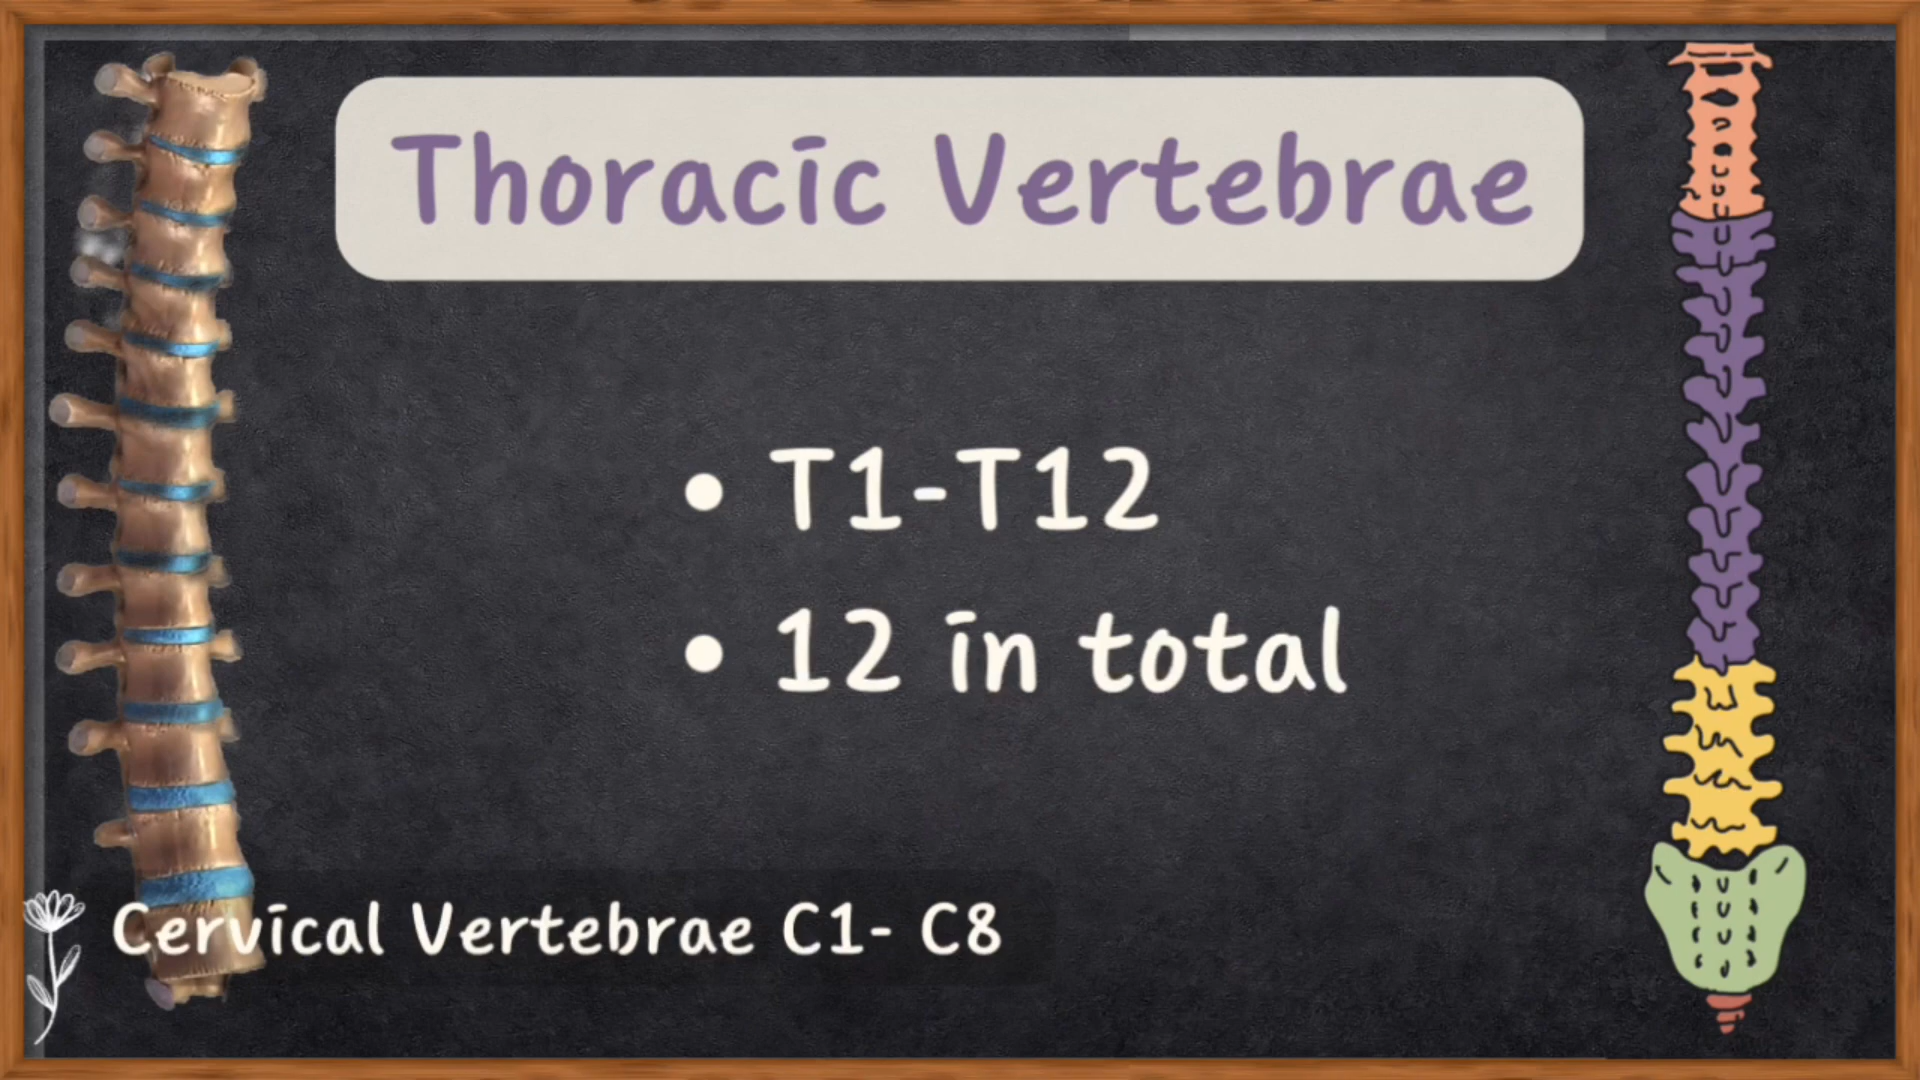 Thoracic Vertebrae
• T1-T12
• 12 in total
Cervical Vertebrae C1- C8